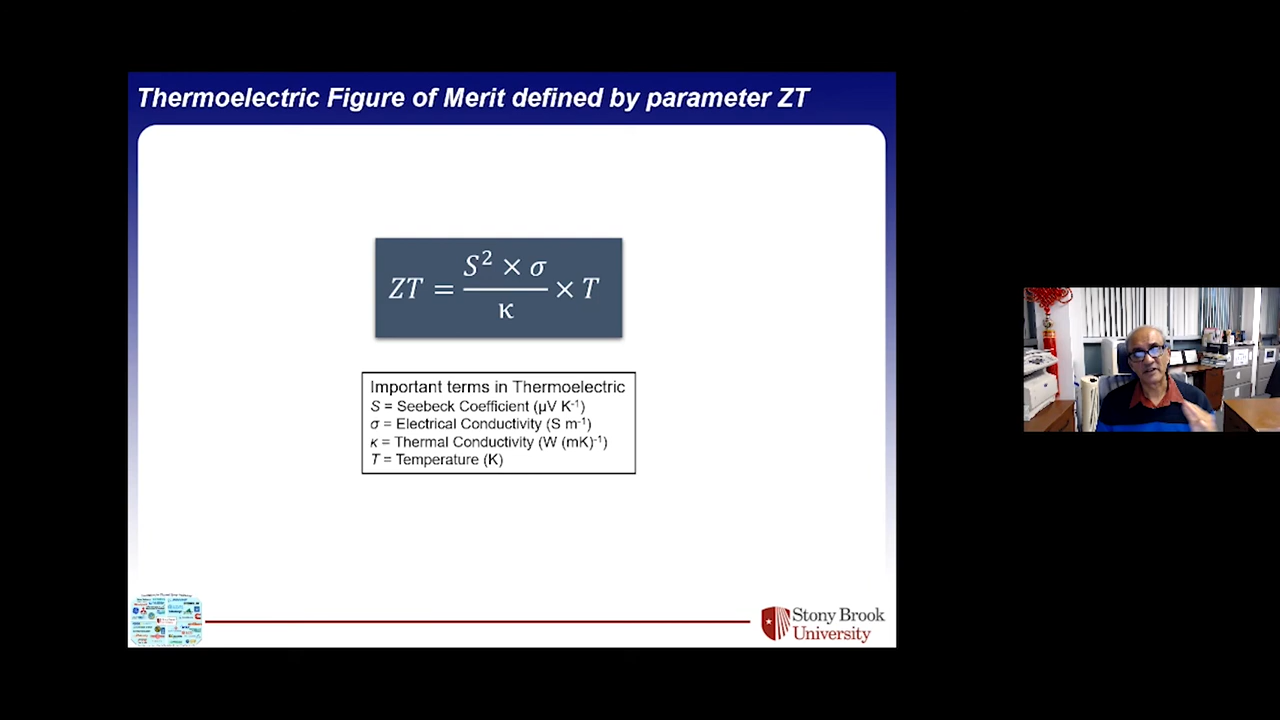 Thermoelectric Figure of Merit defined by parameter ZT
ZT = S² × σ / κ × T
Important terms in Thermoelectric
S = Seebeck Coefficient (µV K⁻¹)
σ = Electrical Conductivity (S m⁻¹)
κ = Thermal Conductivity (W (mK)⁻¹)
T = Temperature (K)
Stony Brook
University